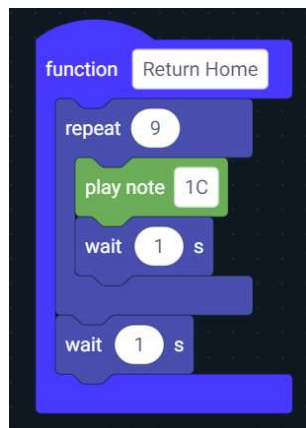 function Return Home
repeat 9
play note 1C
wait 1 s
wait 1 s